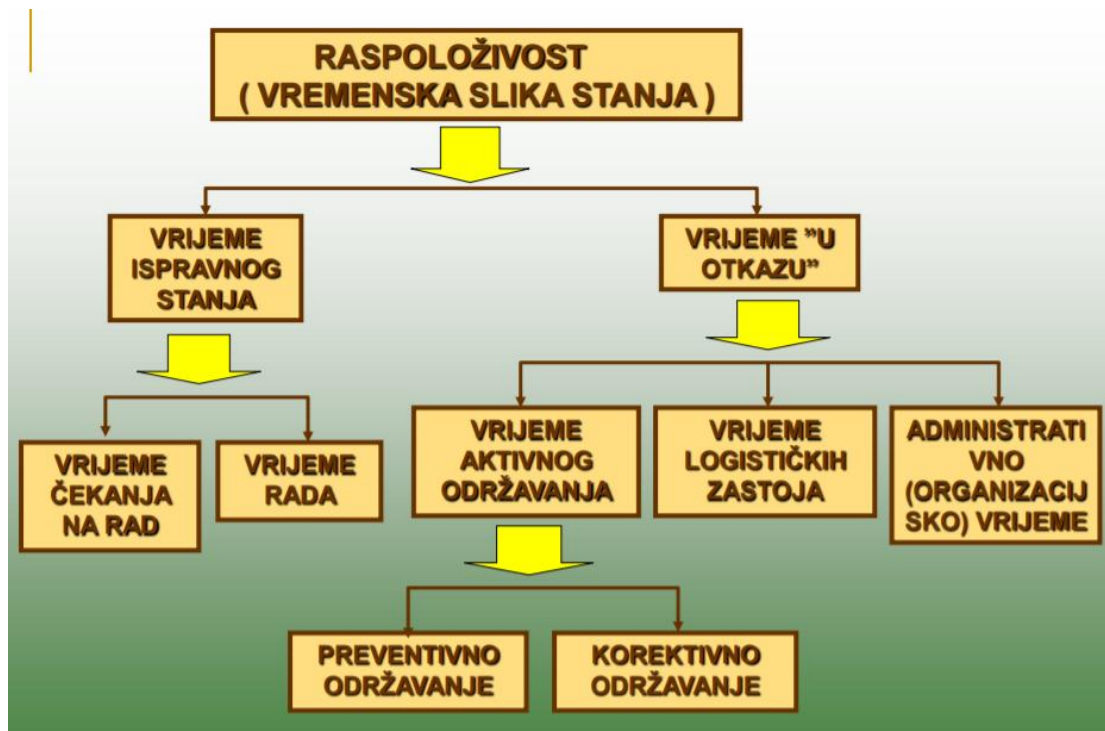 RASPOLOŽIVOST
( VREMENSKA SLIKA STANJA )
VRIJEME
ISPRAVNOG
STANJA
VRIJEME ”U
OTKAZU”
VRIJEME
ČEKANJA
NA RAD
VRIJEME
RADA
VRIJEME
AKTIVNOG
ODRŽAVANJA
VRIJEME
LOGISTIČKIH
ZASTOJA
ADMINISTRATI
VNO
(ORGANIZACIJ
SKO) VRIJEME
PREVENTIVNO
ODRŽAVANJE
KOREKTIVNO
ODRŽAVANJE